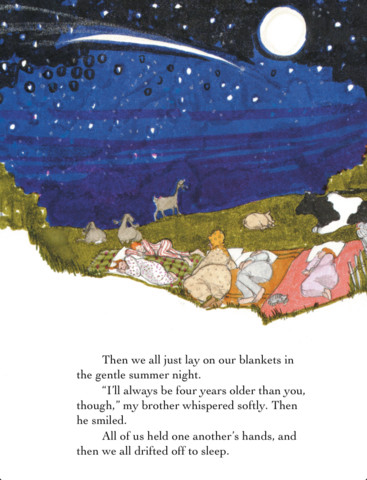 Then we all just lay on our blankets in
the gentle summer night.
“I’ll always be four years older than you,
though,” my brother whispered softly. Then
he smiled.
All of us held one another’s hands, and
then we all drifted off to sleep.